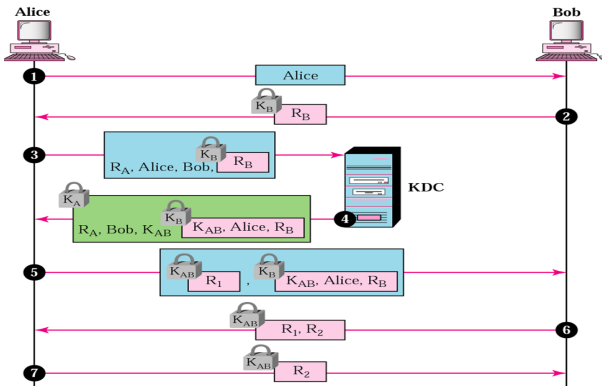 Alice Bob
1 Alice
K_B R_B 2
3 R_A, Alice, Bob, K_B R_B
KDC
K_A R_A, Bob, K_AB K_B K_AB, Alice, R_B 4
5 K_AB R_1 , K_B K_AB, Alice, R_B
K_AB R_1, R_2 6
7 K_AB R_2